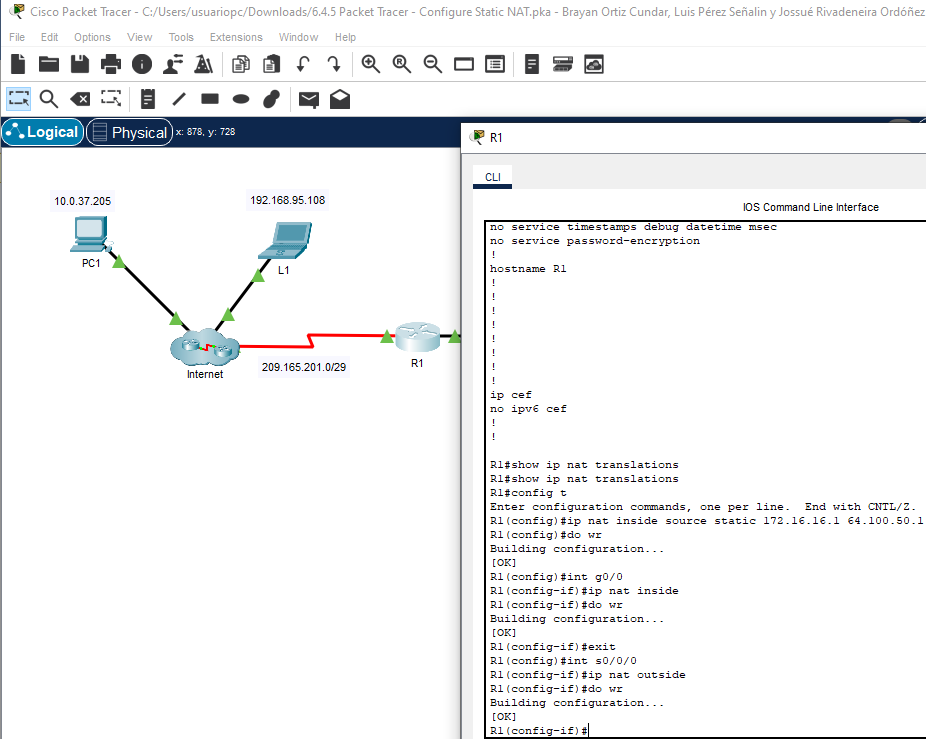 Cisco Packet Tracer - C:/Users/usuariopc/Downloads/6.4.5 Packet Tracer - Configure Static NAT.pka - Brayan Ortiz Cundar, Luis Pérez Señalin y Jossué Rivadeneira Ordóñez
File Edit Options View Tools Extensions Window Help
Logical Physical x: 878, y: 728
R1
CLI
IOS Command Line Interface
10.0.37.205
192.168.95.108
PC1
L1
Internet
209.165.201.0/29
R1
no service timestamps debug datetime msec
no service password-encryption
!
hostname R1
!
!
!
!
!
!
!
!
ip cef
no ipv6 cef
!
!
R1#show ip nat translations
R1#show ip nat translations
R1#config t
Enter configuration commands, one per line. End with CNTL/Z.
R1(config)#ip nat inside source static 172.16.16.1 64.100.50.1
R1(config)#do wr
Building configuration...
[OK]
R1(config)#int g0/0
R1(config-if)#ip nat inside
R1(config-if)#do wr
Building configuration...
[OK]
R1(config-if)#exit
R1(config)#int s0/0/0
R1(config-if)#ip nat outside
R1(config-if)#do wr
Building configuration...
[OK]
R1(config-if)#